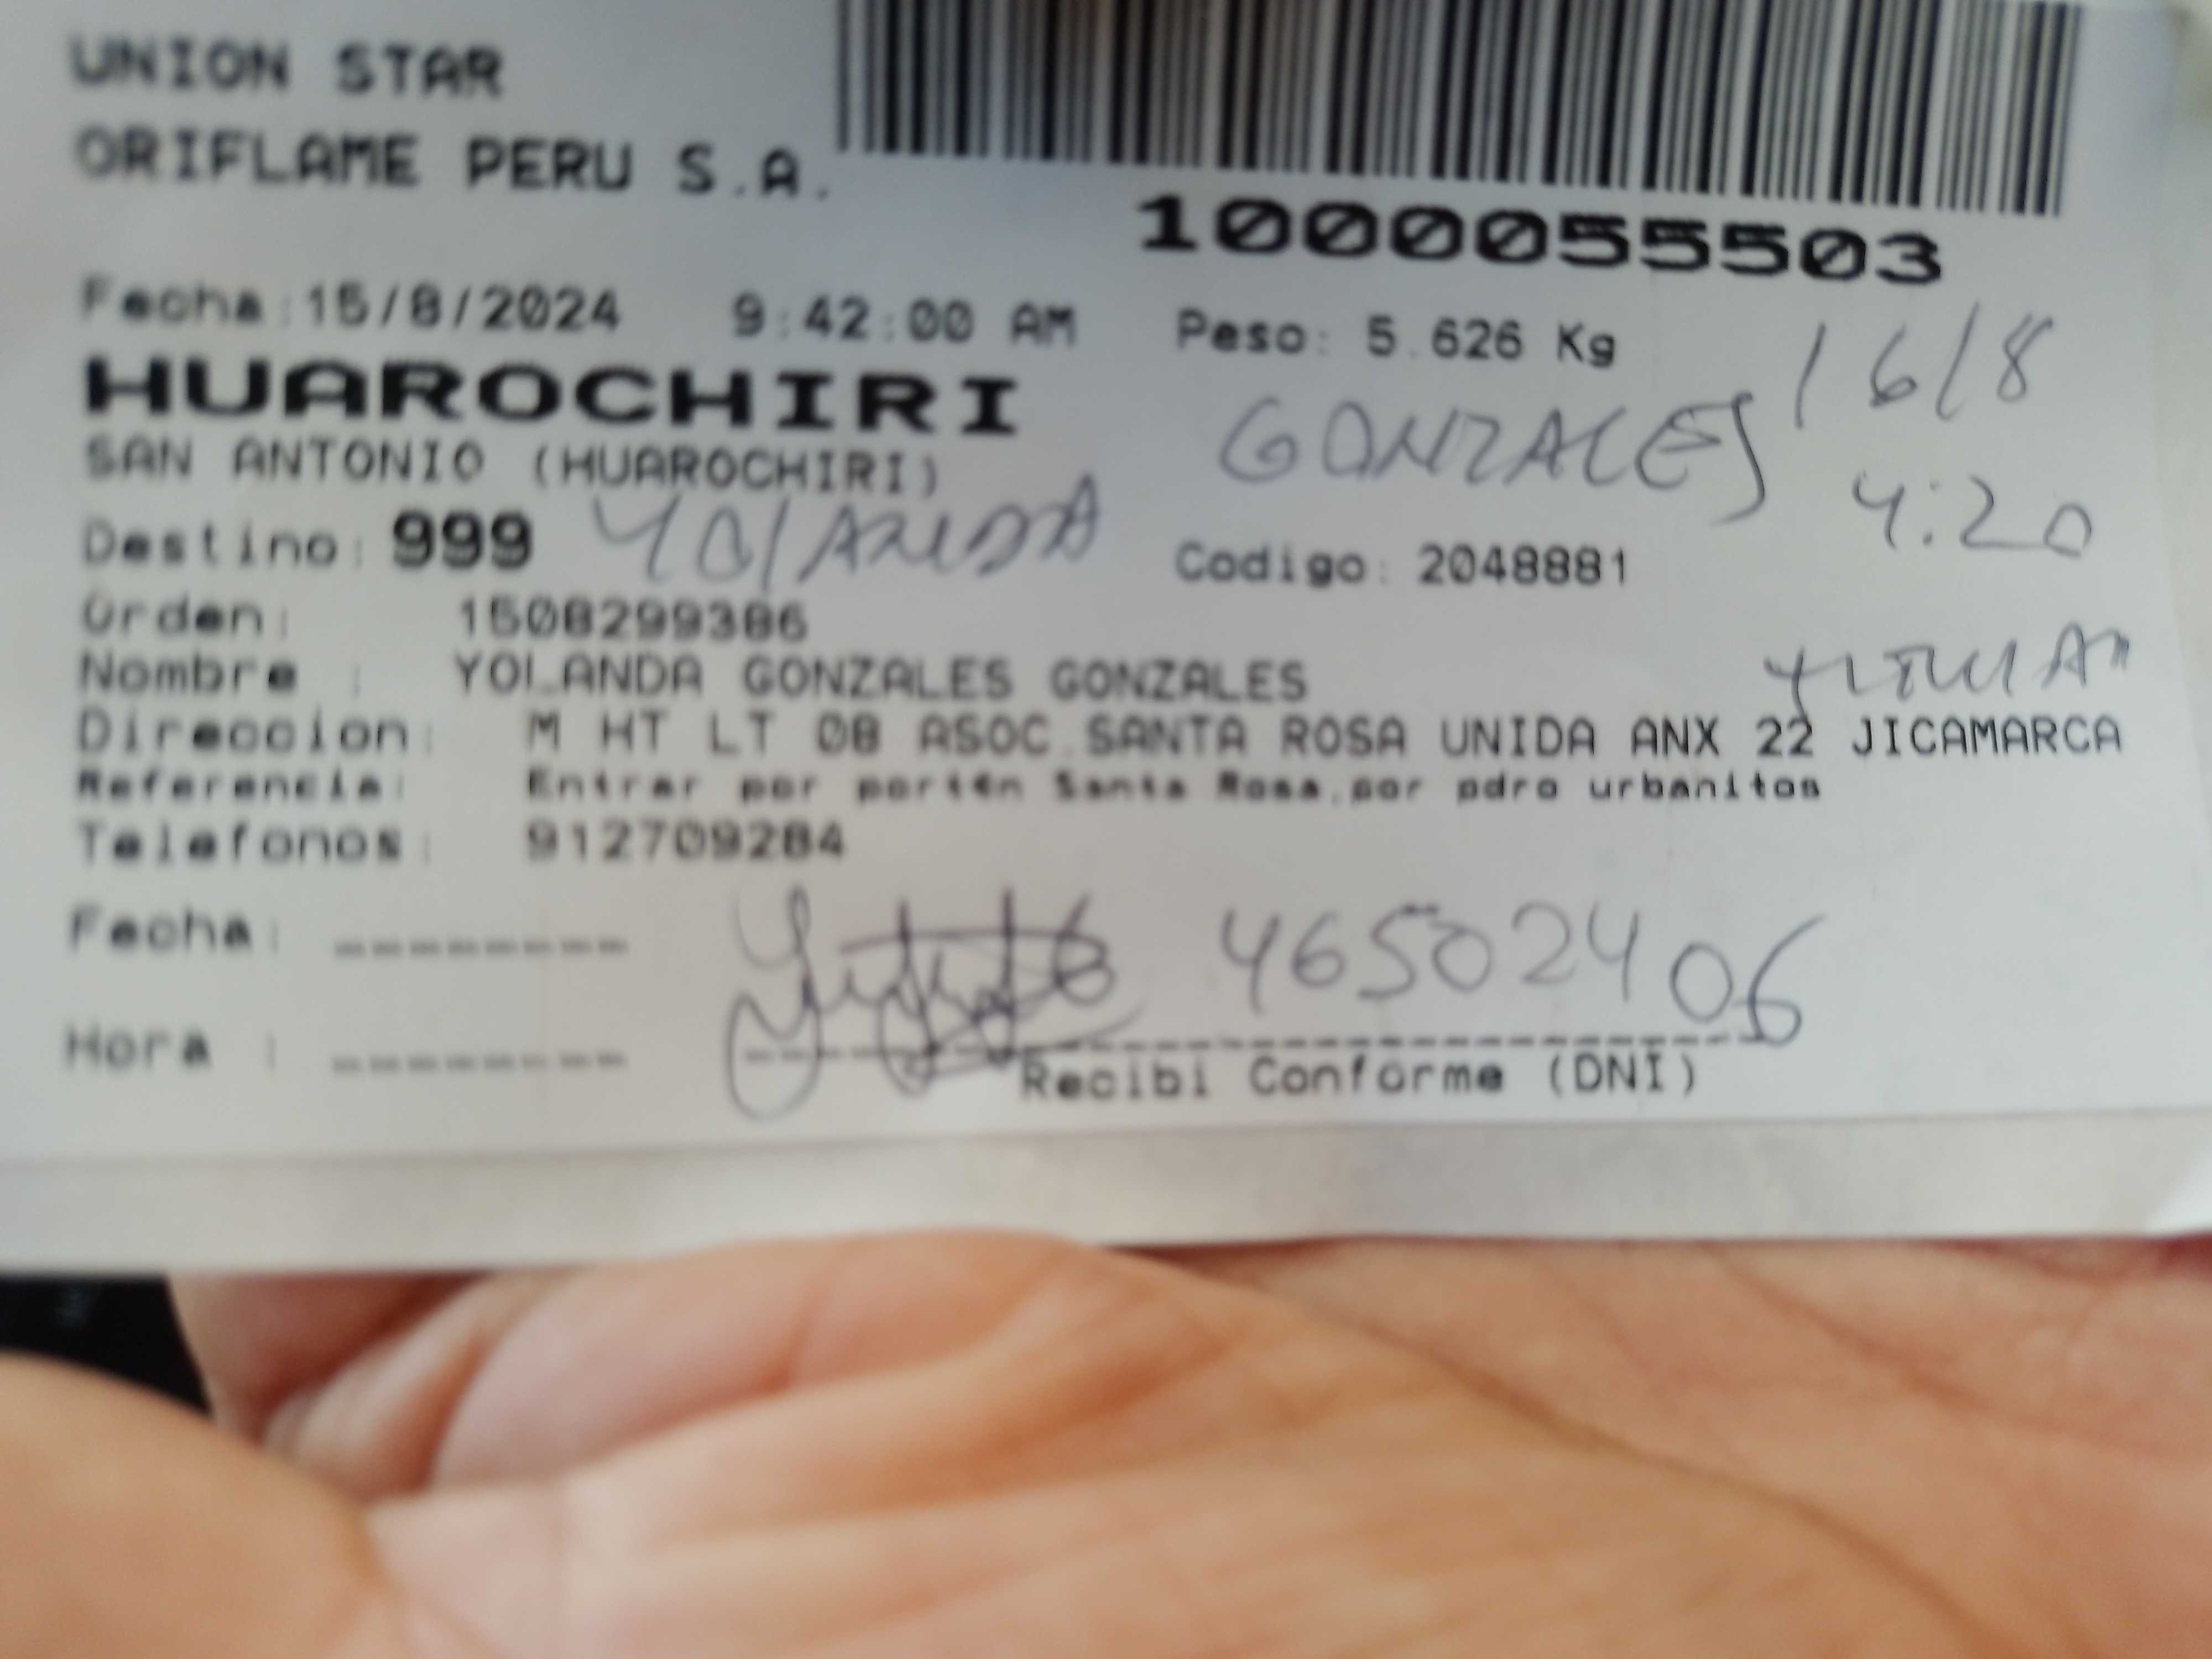 UNION STAR
ORIFLAME PERU S.A.
1000055503
Fecha:15/8/2024 9:42:00 AM Peso: 5.626 Kg
16/8
HUAROCHIRI
GONZALES
SAN ANTONIO (HUAROCHIRI)
4:20
Destino: 999 YOlANDA
Codigo: 2048881
Orden: 1508299386
Nombre : YOLANDA GONZALES GONZALES
Direccion: M HT LT 08 ASOC.SANTA ROSA UNIDA ANX 22 JICAMARCA
Referencia: Entrar por portén Santa Rosa,por pdro urbanitos
Telefonos: 912709284
Fecha: --------
46502406
Hora : --------
Recibi Conforme (DNI)